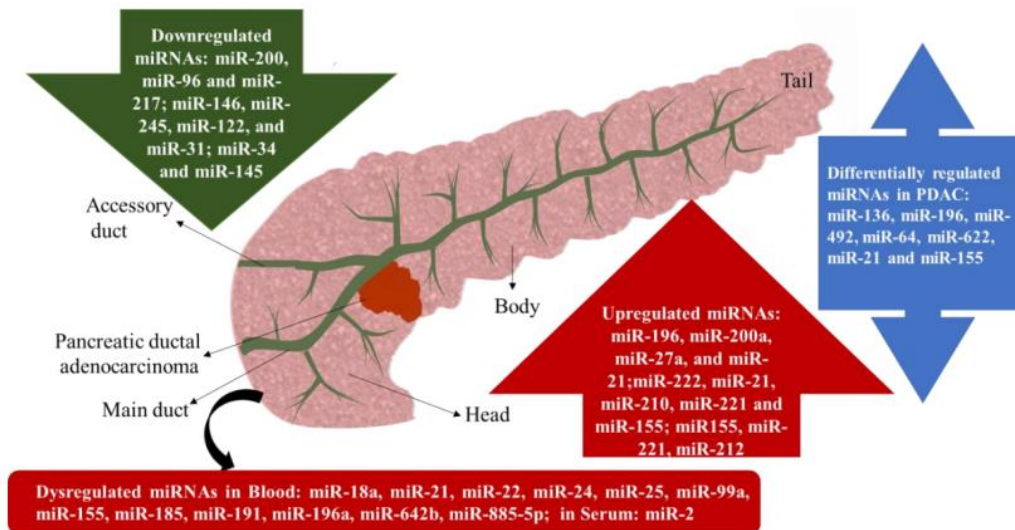 Downregulated
miRNAs: miR-200,
miR-96 and miR-
217; miR-146, miR-
245, miR-122, and
miR-31; miR-34
and miR-145
Tail
Differentially regulated
miRNAs in PDAC:
miR-136, miR-196, miR-
492, miR-64, miR-622,
miR-21 and miR-155
Accessory
duct
Body
Pancreatic ductal
adenocarcinoma
Main duct
Head
Upregulated miRNAs:
miR-196, miR-200a,
miR-27a, and miR-
21;miR-222, miR-21,
miR-210, miR-221 and
miR-155; miR155, miR-
221, miR-212
Dysregulated miRNAs in Blood: miR-18a, miR-21, miR-22, miR-24, miR-25, miR-99a,
miR-155, miR-185, miR-191, miR-196a, miR-642b, miR-885-5p;  in Serum: miR-2